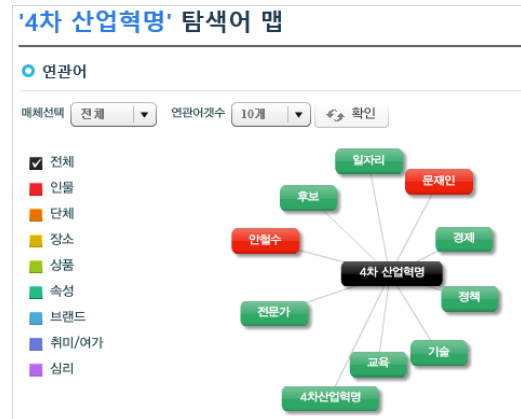 '4차 산업혁명' 탐색어 맵
연관어
매체선택 전체 연관어갯수 10개 확인
전체
인물
단체
장소
상품
속성
브랜드
취미/여가
심리
일자리
문재인
후보
안철수
경제
4차 산업혁명
정책
전문가
기술
교육
4차산업혁명